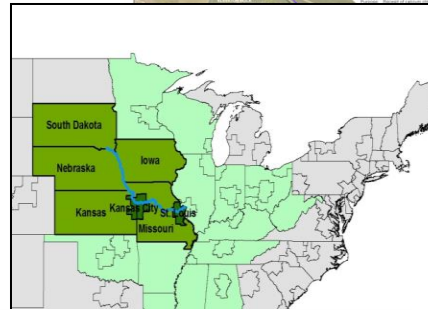 South Dakota
Iowa
Nebraska
Kansas City
Kansas
St Louis
Missouri